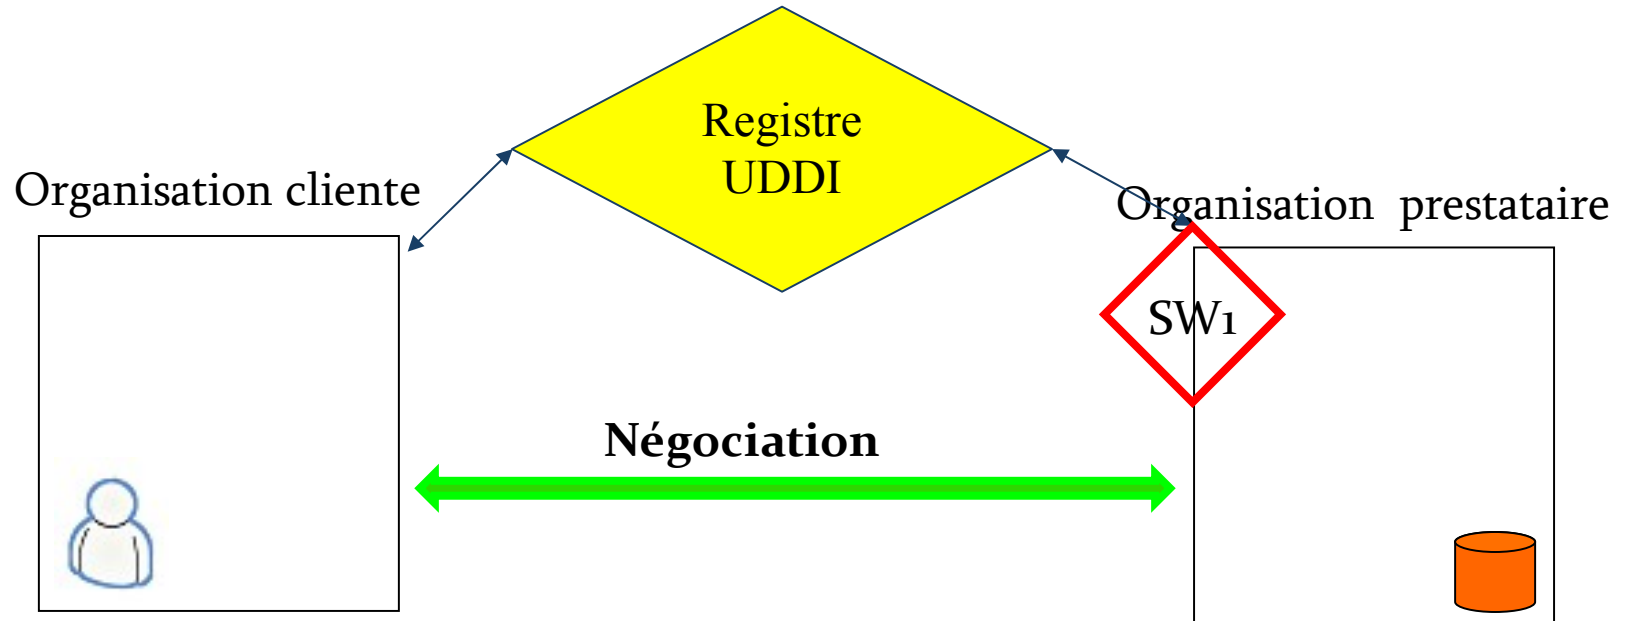 Registre
UDDI
Organisation cliente
Organisation prestataire
SW1
Négociation